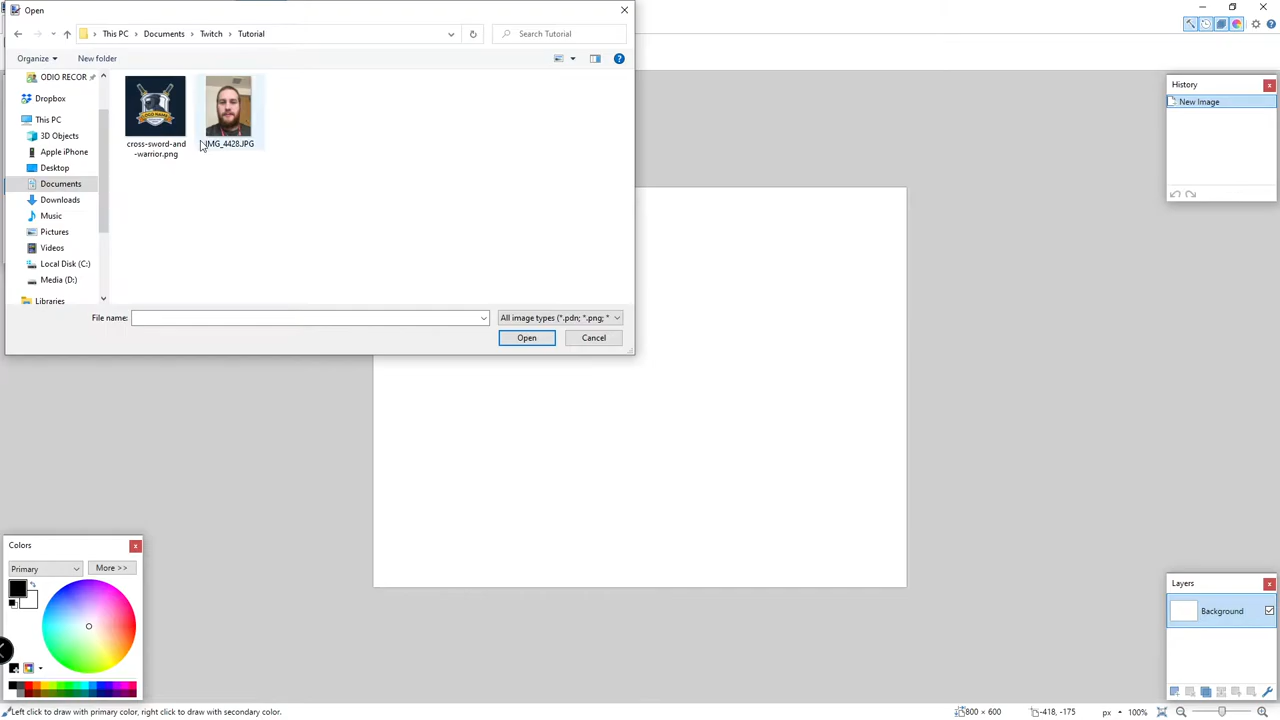 Open
This PC > Documents > Twitch > Tutorial
Search Tutorial
Organize
New folder
ODIO RECOR
Dropbox
This PC
3D Objects
Apple iPhone
Desktop
Documents
Downloads
Music
Pictures
Videos
Local Disk (C:)
Media (D:)
Libraries
LOGO NAME
cross-sword-and
-warrior.png
IMG_4428.JPG
File name:
All image types (*.pdn; *.png; *
Open
Cancel
History
New Image
Colors
Primary
More >>
Layers
Background
Left click to draw with primary color, right click to draw with secondary color.
800 × 600
-418, -175
px
100%